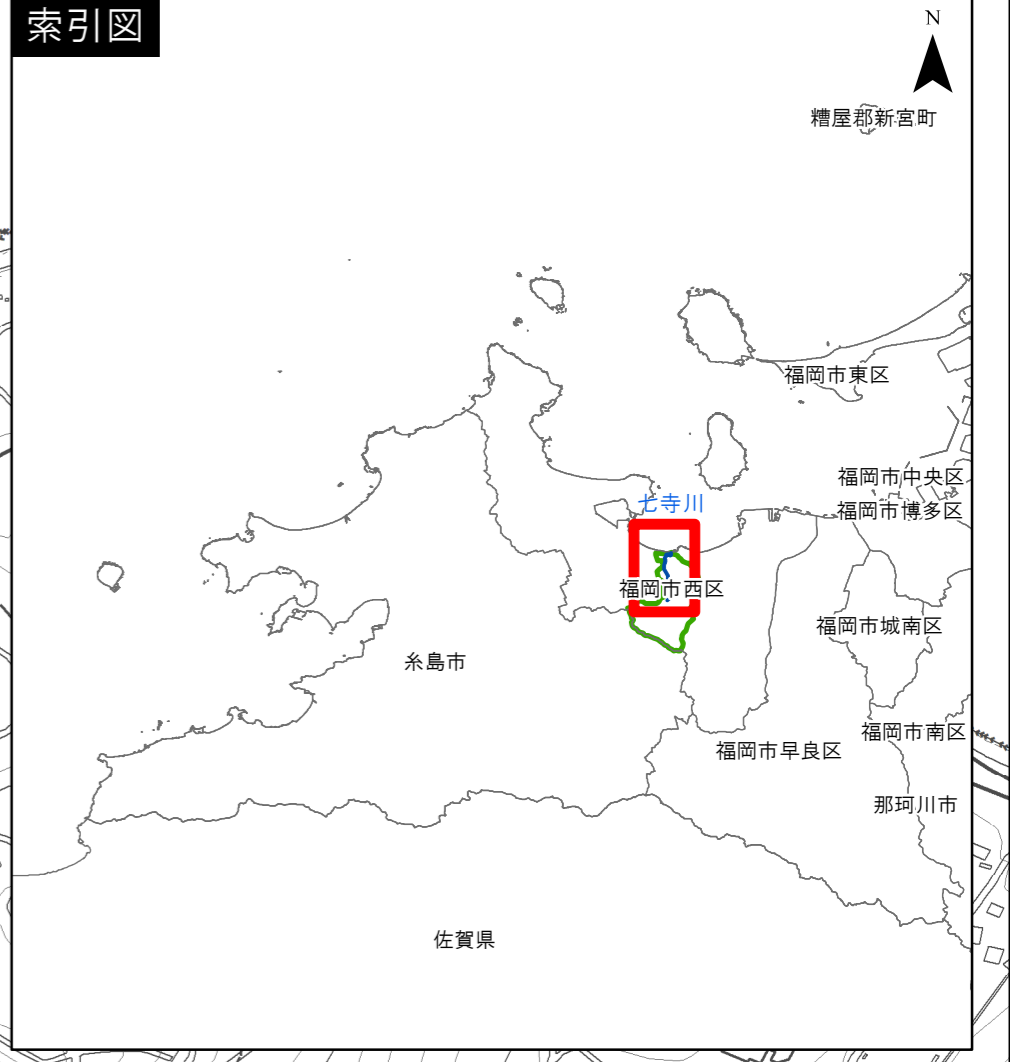 索引図
N
糟屋郡新宮町
福岡市東区
福岡市中央区
七寺川
福岡市博多区
福岡市西区
福岡市城南区
糸島市
福岡市南区
福岡市早良区
那珂川市
佐賀県